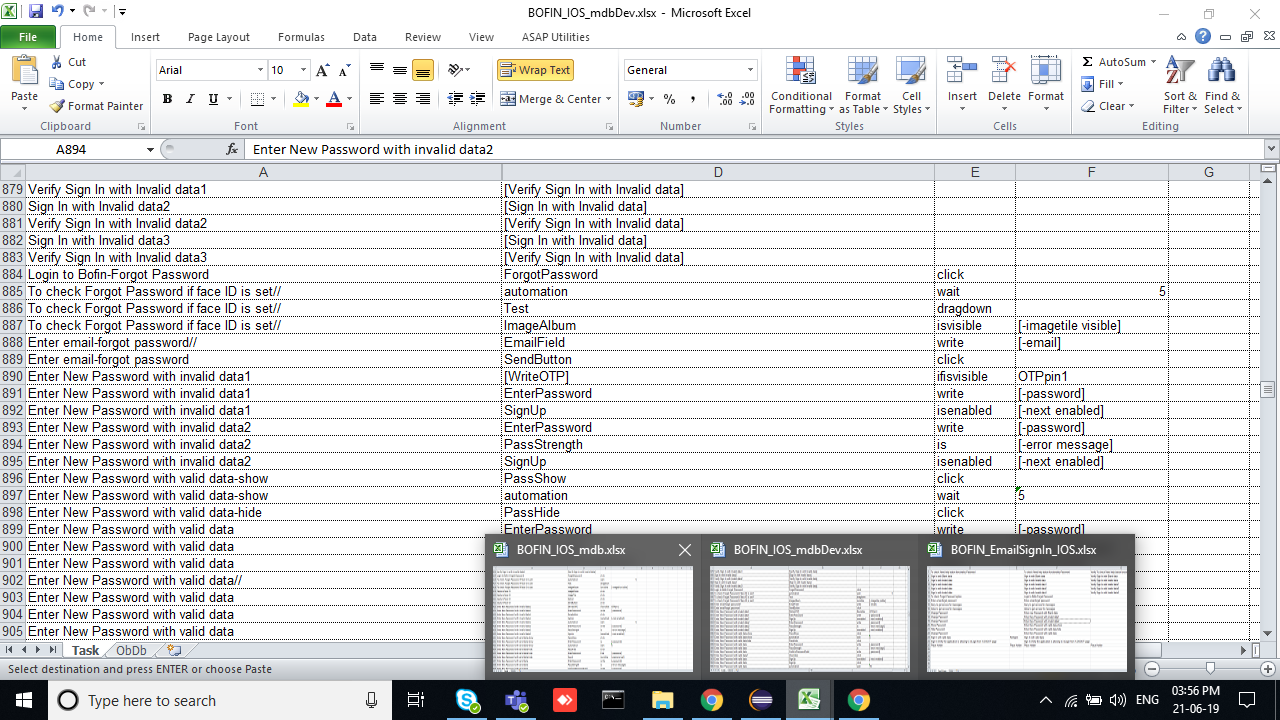 BOFIN_IOS_mdbDev.xlsx - Microsoft Excel
File Home Insert Page Layout Formulas Data Review View ASAP Utilities
Paste Cut Copy Format Painter Clipboard
Arial 10 Font
Wrap Text Merge & Center Alignment
General Number
Conditional Formatting Format as Table Cell Styles Styles
Insert Delete Format Cells
AutoSum Fill Clear Sort & Filter Find & Select Editing
A894 fx Enter New Password with invalid data2
A D E F G
879 Verify Sign In with Invalid data1 [Verify Sign In with Invalid data]
880 Sign In with Invalid data2 [Sign In with Invalid data]
881 Verify Sign In with Invalid data2 [Verify Sign In with Invalid data]
882 Sign In with Invalid data3 [Sign In with Invalid data]
883 Verify Sign In with Invalid data3 [Verify Sign In with Invalid data]
884 Login to Bofin-Forgot Password ForgotPassword click
885 To check Forgot Password if face ID is set// automation wait 5
886 To check Forgot Password if face ID is set// Test dragdown
887 To check Forgot Password if face ID is set// ImageAlbum isvisible [-imagetile visible]
888 Enter email-forgot password// EmailField write [-email]
889 Enter email-forgot password SendButton click
890 Enter New Password with invalid data1 [WriteOTP] ifisvisible OTPpin1
891 Enter New Password with invalid data1 EnterPassword write [-password]
892 Enter New Password with invalid data1 SignUp isenabled [-next enabled]
893 Enter New Password with invalid data2 EnterPassword write [-password]
894 Enter New Password with invalid data2 PassStrength is [-error message]
895 Enter New Password with invalid data2 SignUp isenabled [-next enabled]
896 Enter New Password with valid data-show PassShow click
897 Enter New Password with valid data-show automation wait 5
898 Enter New Password with valid data-hide PassHide click
899 Enter New Password with valid data EnterPassword write [-password]
900 Enter New Password with valid data
901 Enter New Password with valid data
Enter New Password with valid data//
Enter New Password with valid data
Enter New Password with valid data
Enter New Password with valid data
BOFIN_IOS_mdb.xlsx BOFIN_IOS_mdbDev.xlsx BOFIN_EmailSignIn_IOS.xlsx
Tasks ObDb
Select destination and press ENTER or choose Paste
Type here to search
ENG 03:56 PM
21-06-19